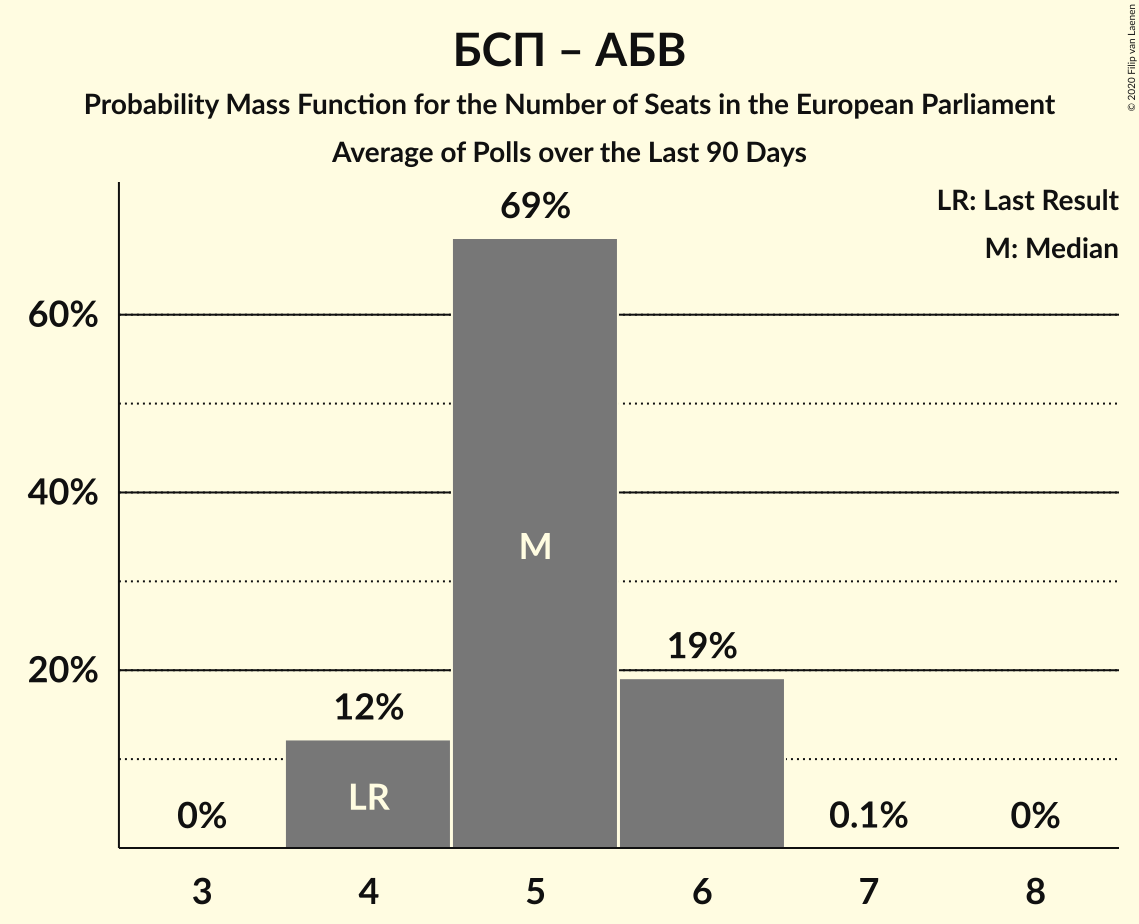 БСП – АБВ
Probability Mass Function for the Number of Seats in the European Parliament
Average of Polls over the Last 90 Days
© 2020 Filip van Laenen
LR: Last Result
M: Median
69%
60%
40%
M
20%
19%
12%
LR
0%
0.1%
0%
3 4 5 6 7 8